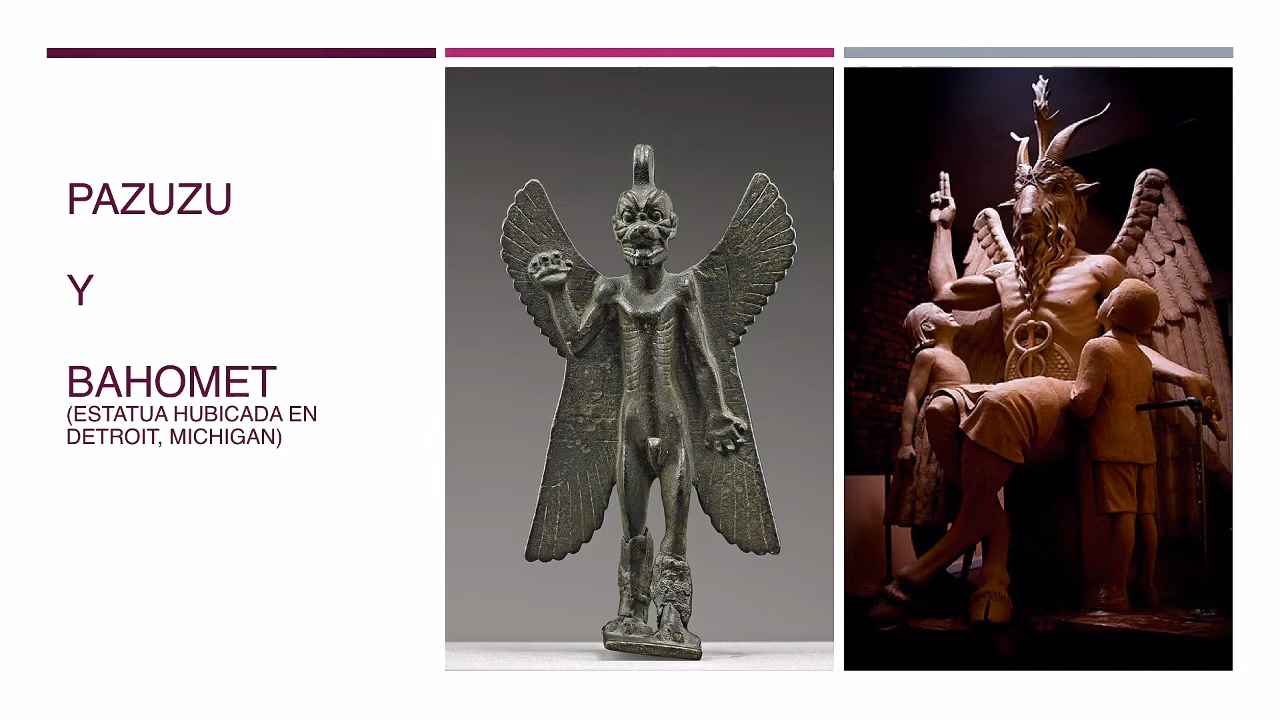 PAZUZU
Y
BAHOMET
(ESTATUA HUBICADA EN
DETROIT, MICHIGAN)